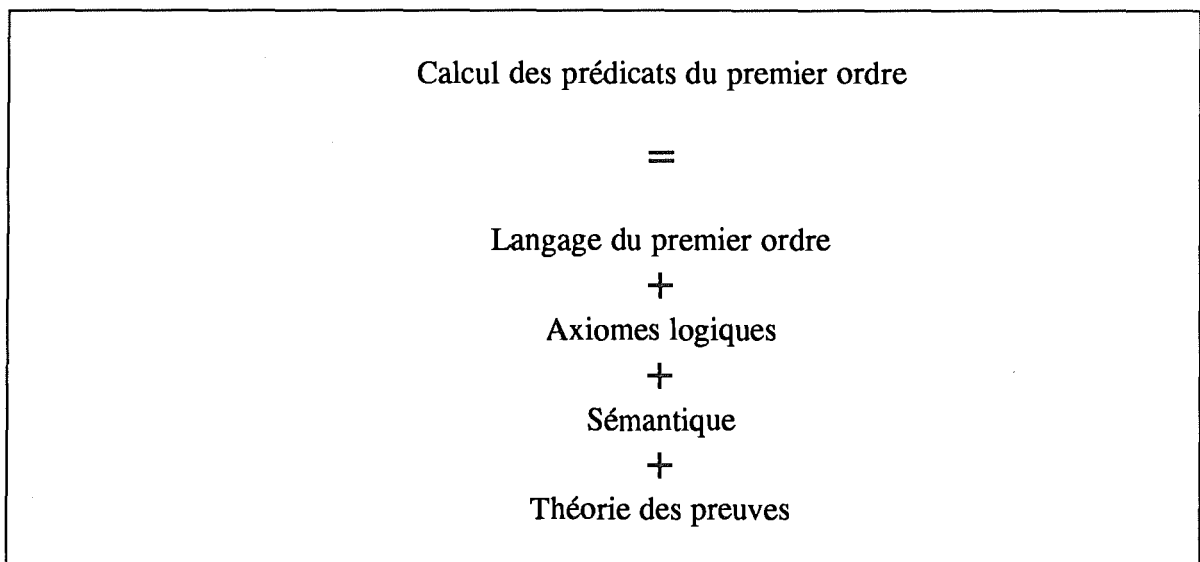 Calcul des prédicats du premier ordre
=
Langage du premier ordre
+
Axiomes logiques
+
Sémantique
+
Théorie des preuves